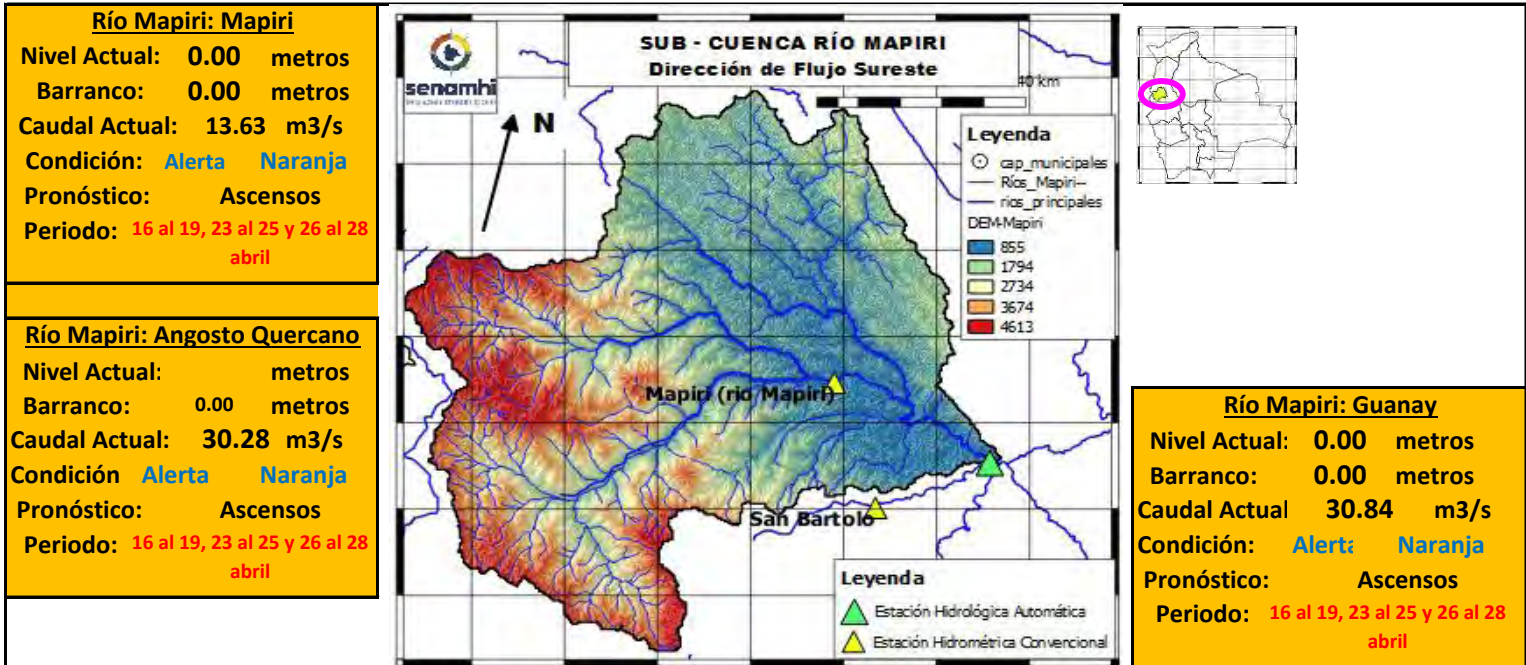 Río Mapiri: Mapiri
Nivel Actual: 0.00 metros
Barranco: 0.00 metros
Caudal Actual: 13.63 m3/s
Condición: Alerta Naranja
Pronóstico: Ascensos
Periodo: 16 al 19, 23 al 25 y 26 al 28
abril
Río Mapiri: Angosto Quercano
Nivel Actual: metros
Barranco: 0.00 metros
Caudal Actual: 30.28 m3/s
Condición Alerta Naranja
Pronóstico: Ascensos
Periodo: 16 al 19, 23 al 25 y 26 al 28
abril
senamhi
SUB - CUENCA RÍO MAPIRI
Dirección de Flujo Sureste
40 km
N
Leyenda
cap_municipales
Ríos_Mapiri--
rios_principales
DEM-Mapiri
855
1794
2734
3674
4613
Mapiri (rio Mapiri)
San Bartolo
Leyenda
Estación Hidrológica Automática
Estación Hidrométrica Convencional
Río Mapiri: Guanay
Nivel Actual: 0.00 metros
Barranco: 0.00 metros
Caudal Actual 30.84 m3/s
Condición: Alerta Naranja
Pronóstico: Ascensos
Periodo: 16 al 19, 23 al 25 y 26 al 28
abril